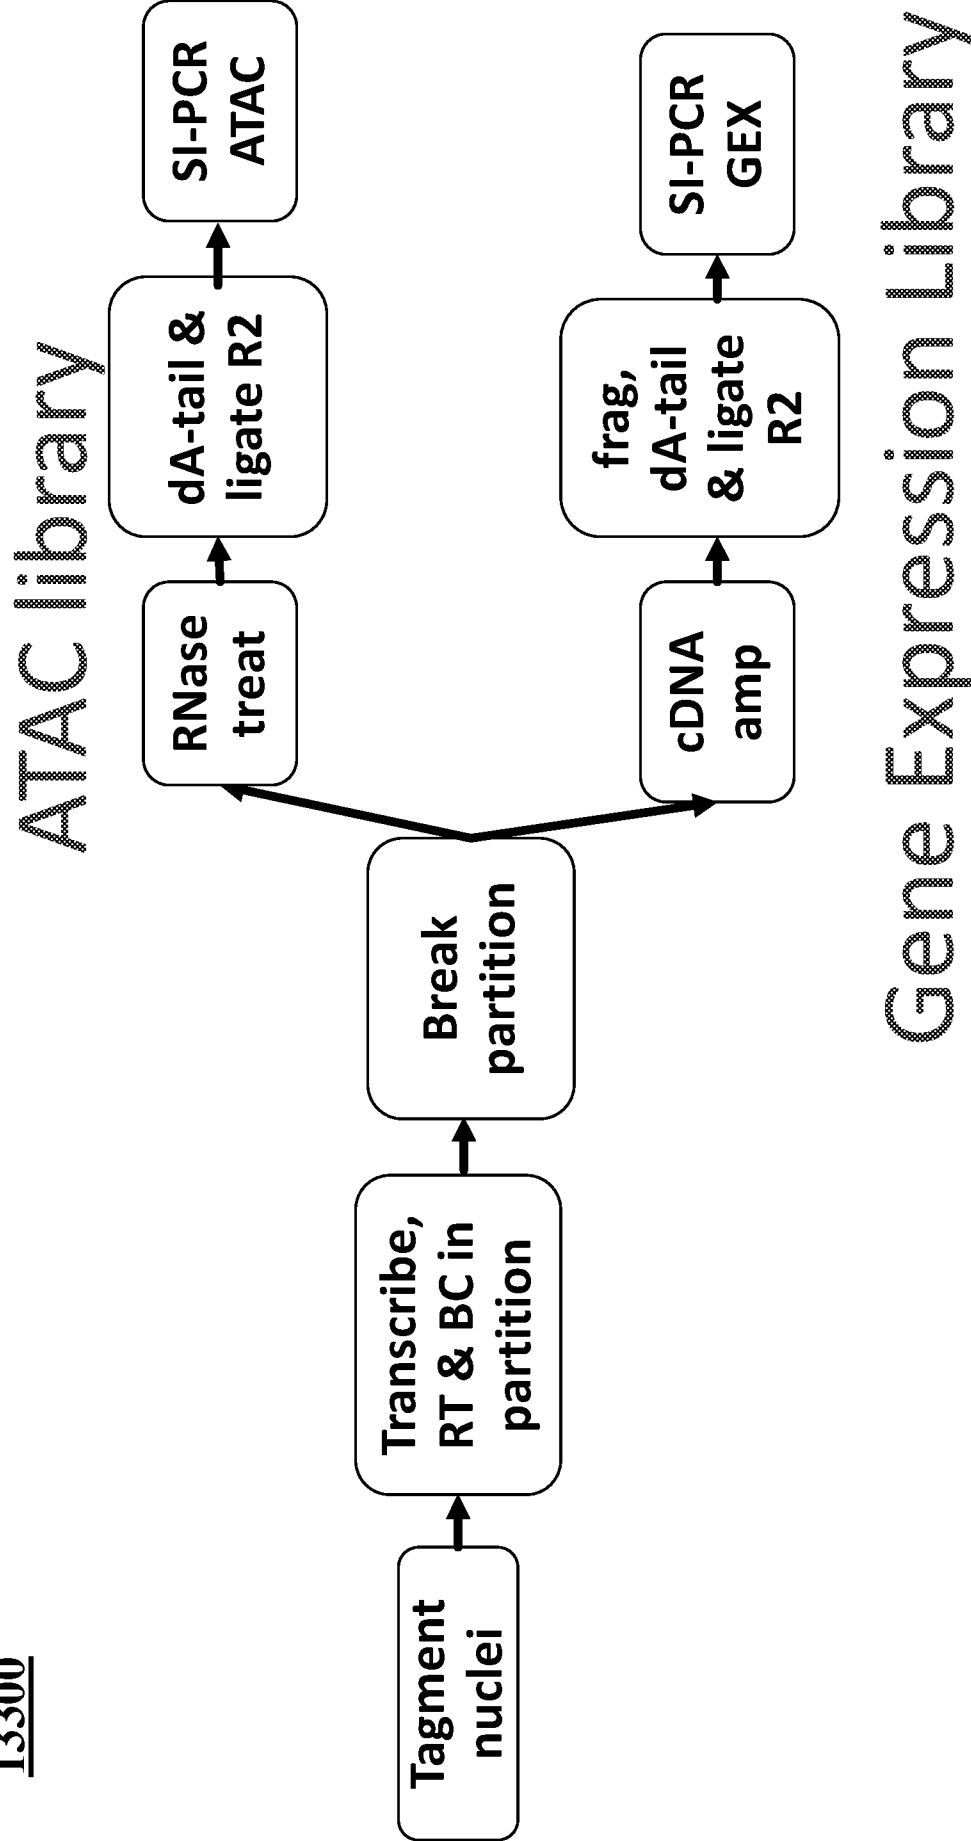 13300
ATAC library
Tagment
nuclei
Transcribe,
RT & BC in
partition
Break
partition
RNase
treat
dA-tail &
ligate R2
SI-PCR
ATAC
cDNA
amp
frag,
dA-tail
& ligate
R2
SI-PCR
GEX
Gene Expression Library